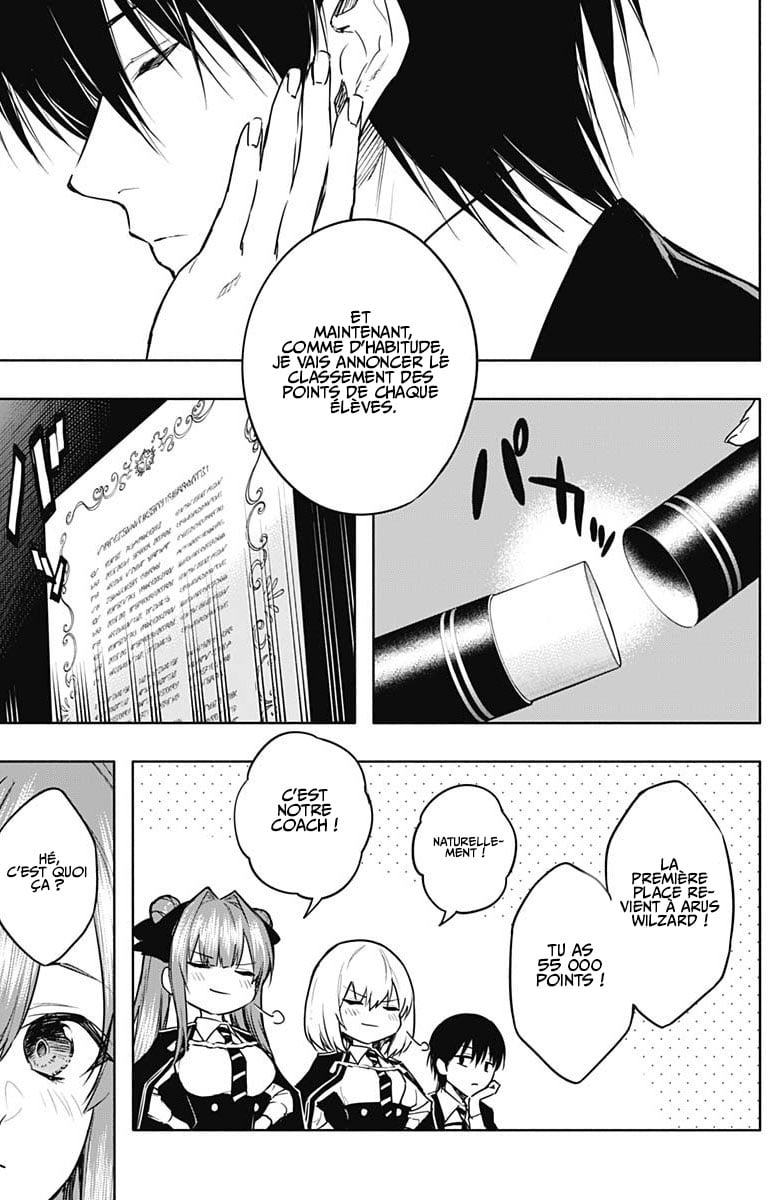 ET
MAINTENANT,
COMME D'HABITUDE,
JE VAIS ANNONCER LE
CLASSEMENT DES
POINTS DE CHAQUE
ÉLÈVES.
パカッ
LA
PREMIÈRE
PLACE RE-
VIENT À ARUS
WILZARD !
TU AS
55 000
POINTS !
NATURELLE-
MENT !
C'EST
NOTRE
COACH !
HÉ,
C'EST QUOI
ÇA ?